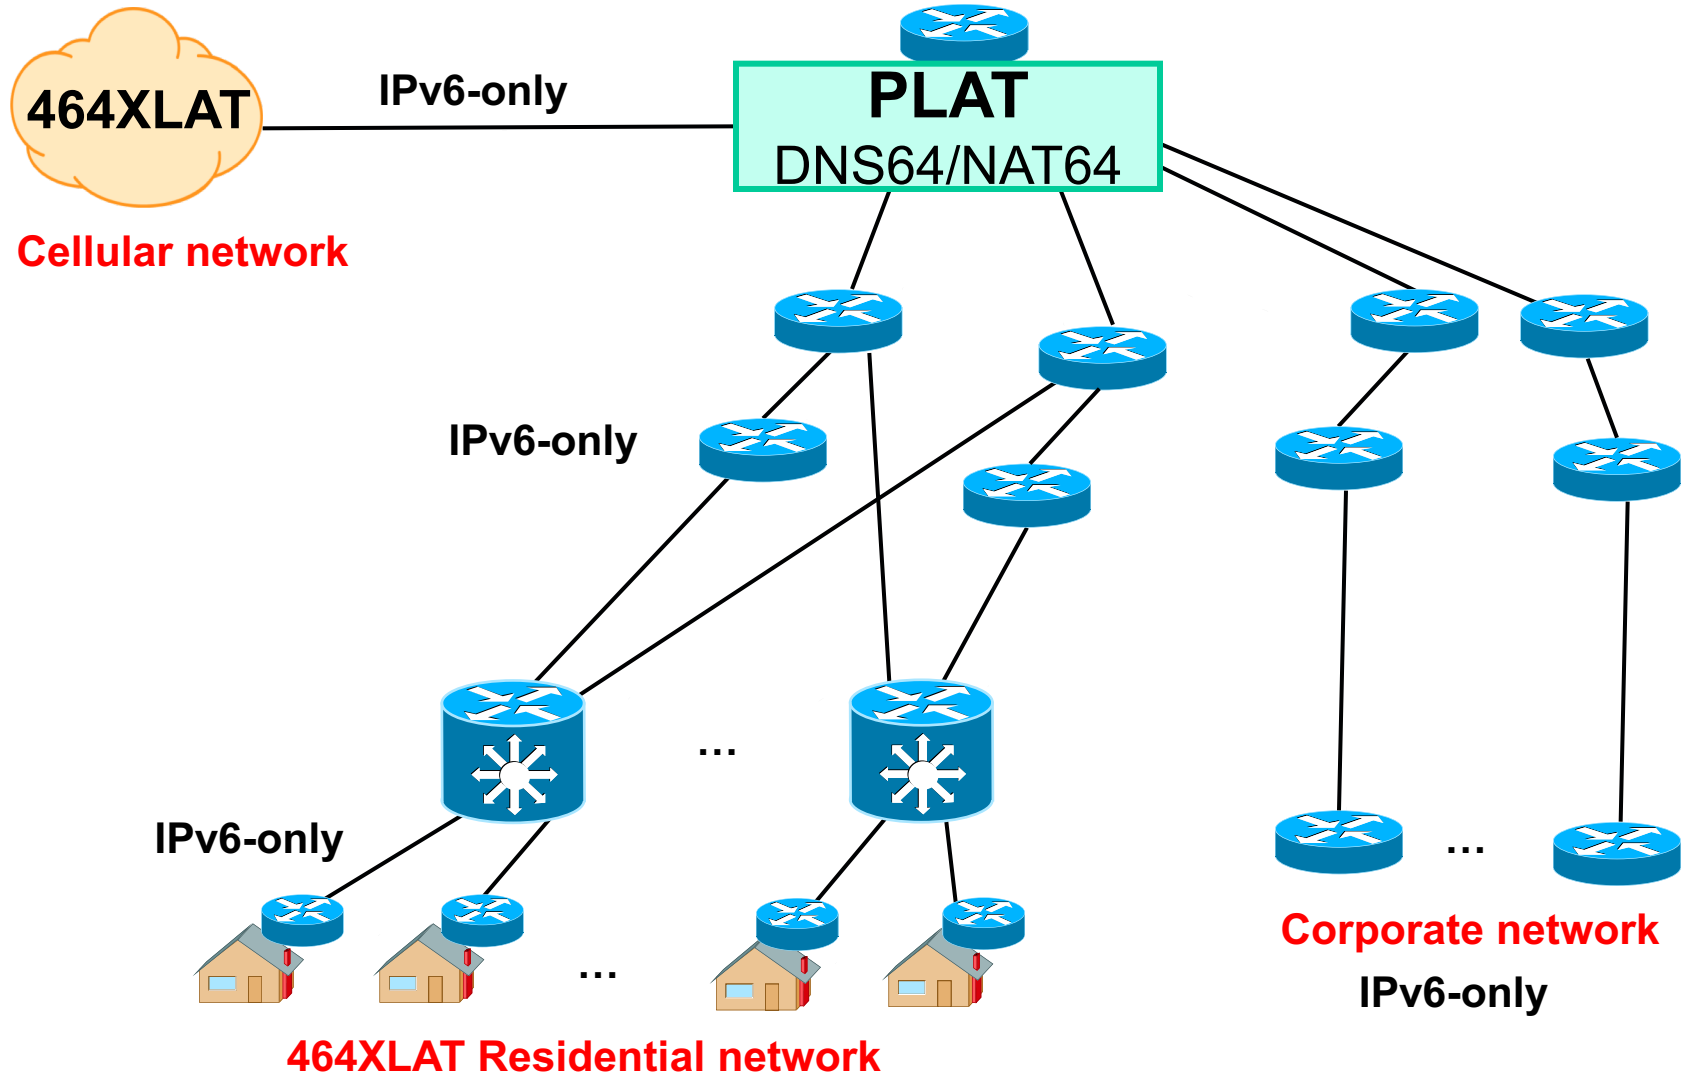 464XLAT
IPv6-only
PLAT
DNS64/NAT64
Cellular network
IPv6-only
...
IPv6-only
...
...
Corporate network
IPv6-only
464XLAT Residential network